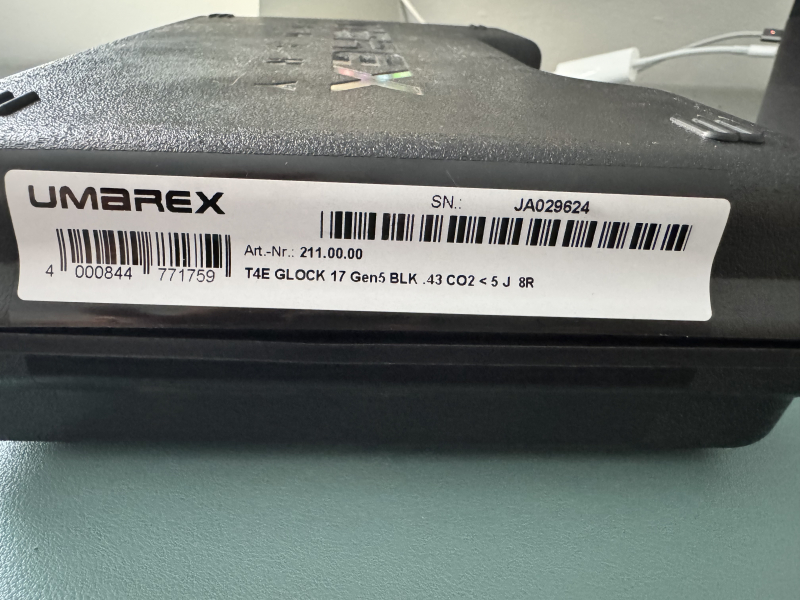 UMAREX
SN.: JA029624
Art.-Nr.: 211.00.00
4 000844 771759
T4E GLOCK 17 Gen5 BLK .43 CO2 < 5 J 8R